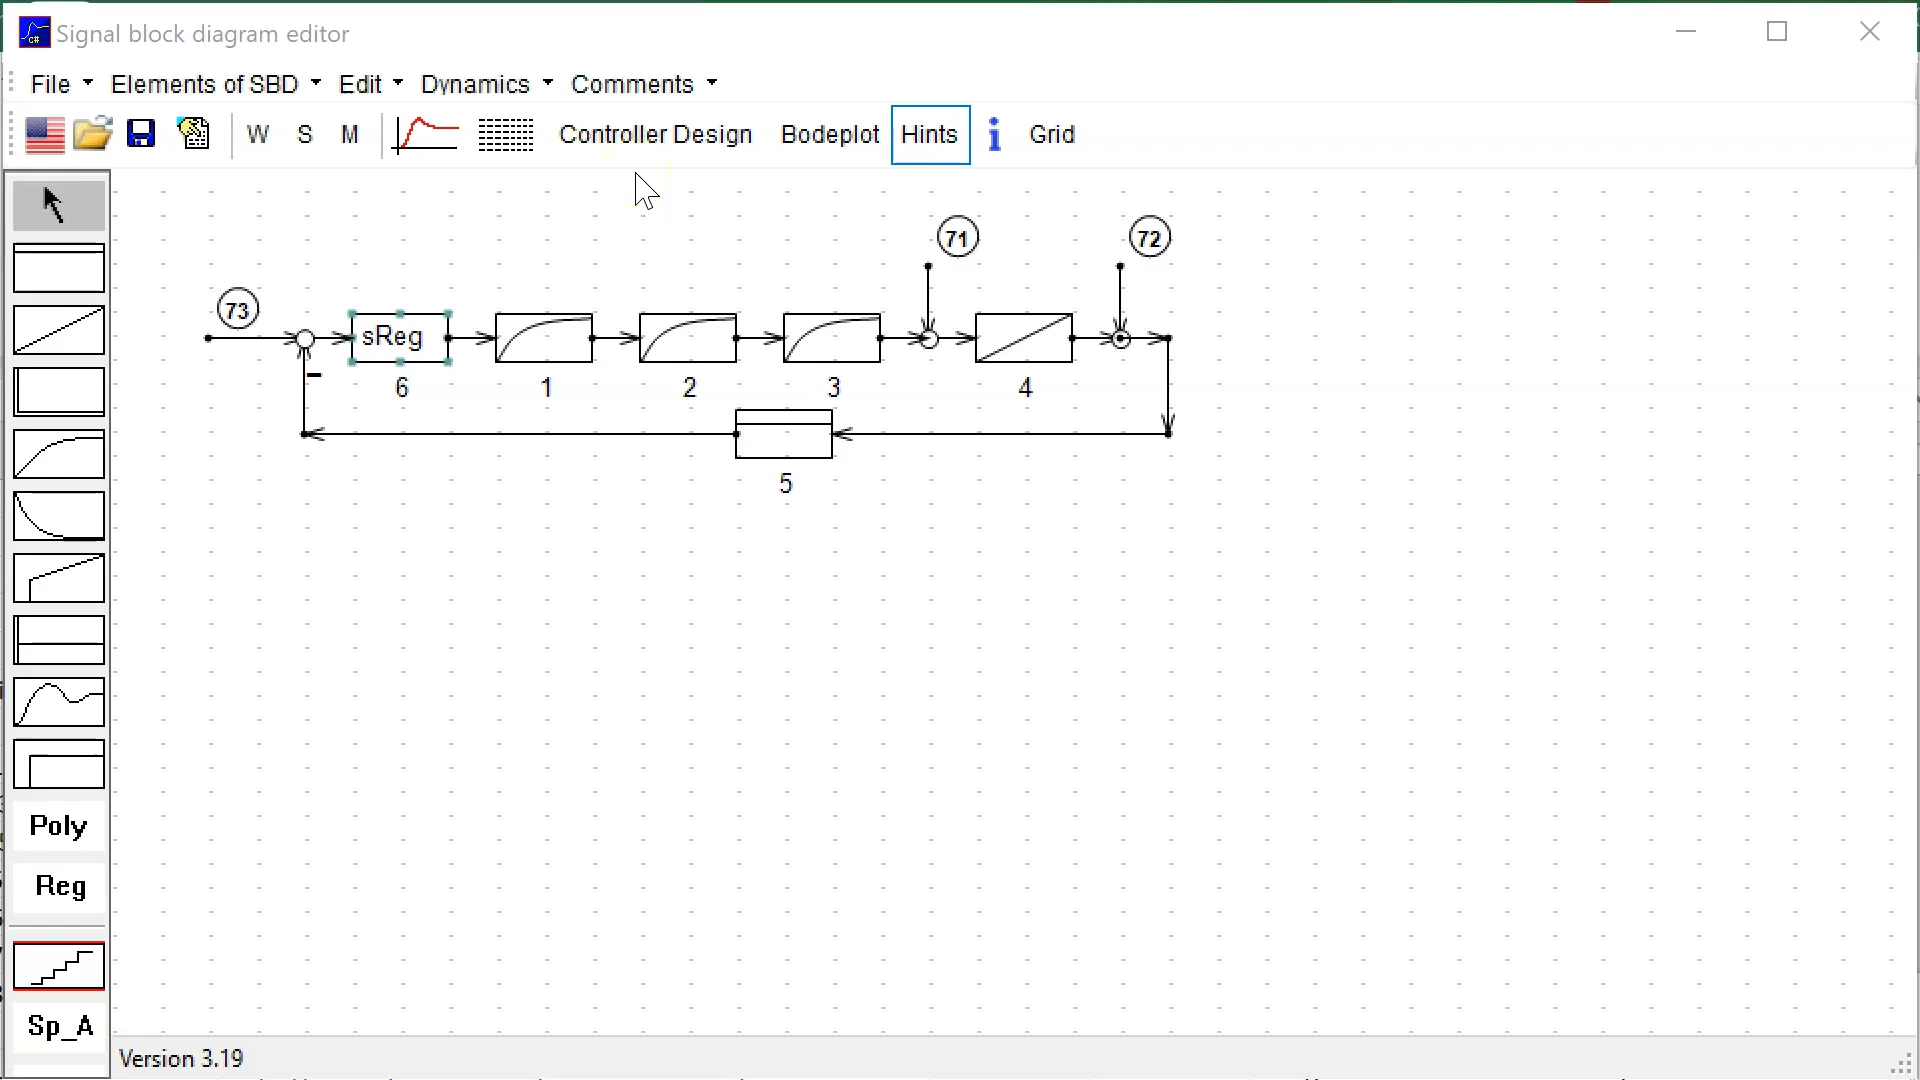 Signal block diagram editor
File Elements of SBD Edit Dynamics Comments
W S M Controller Design Bodeplot Hints i Grid
71 72
73
sReg
6 1 2 3 4
5
Poly
Reg
Sp_A
Version 3.19